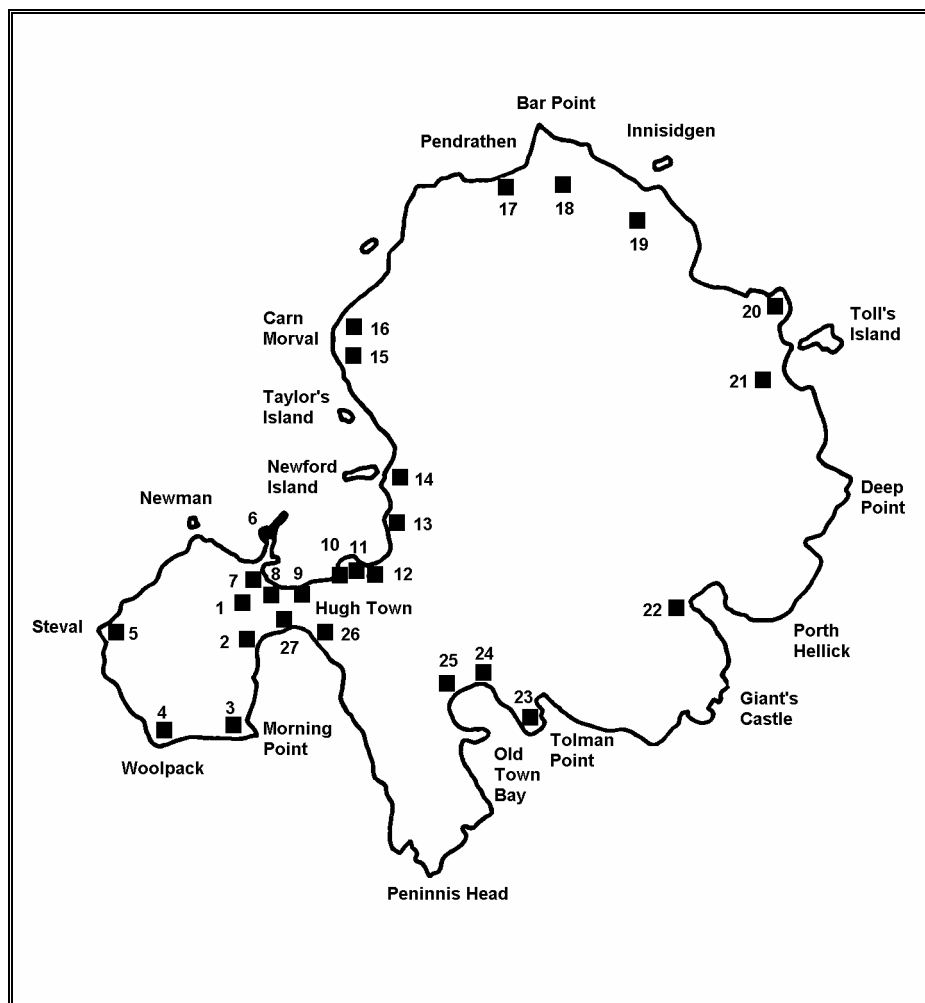 Bar Point
Innisidgen
Pendrathen
17
18
19
20
Toll's
Island
Carn
Morval
16
15
21
Taylor's
Island
Newford
Island
14
Deep
Point
Newman
6
13
10
11
7
8
9
12
1
Hugh Town
22
Steval
5
2
27
26
Porth
Hellick
25
24
23
Giant's
Castle
4
3
Morning
Point
Woolpack
Old
Town
Bay
Tolman
Point
Peninnis Head